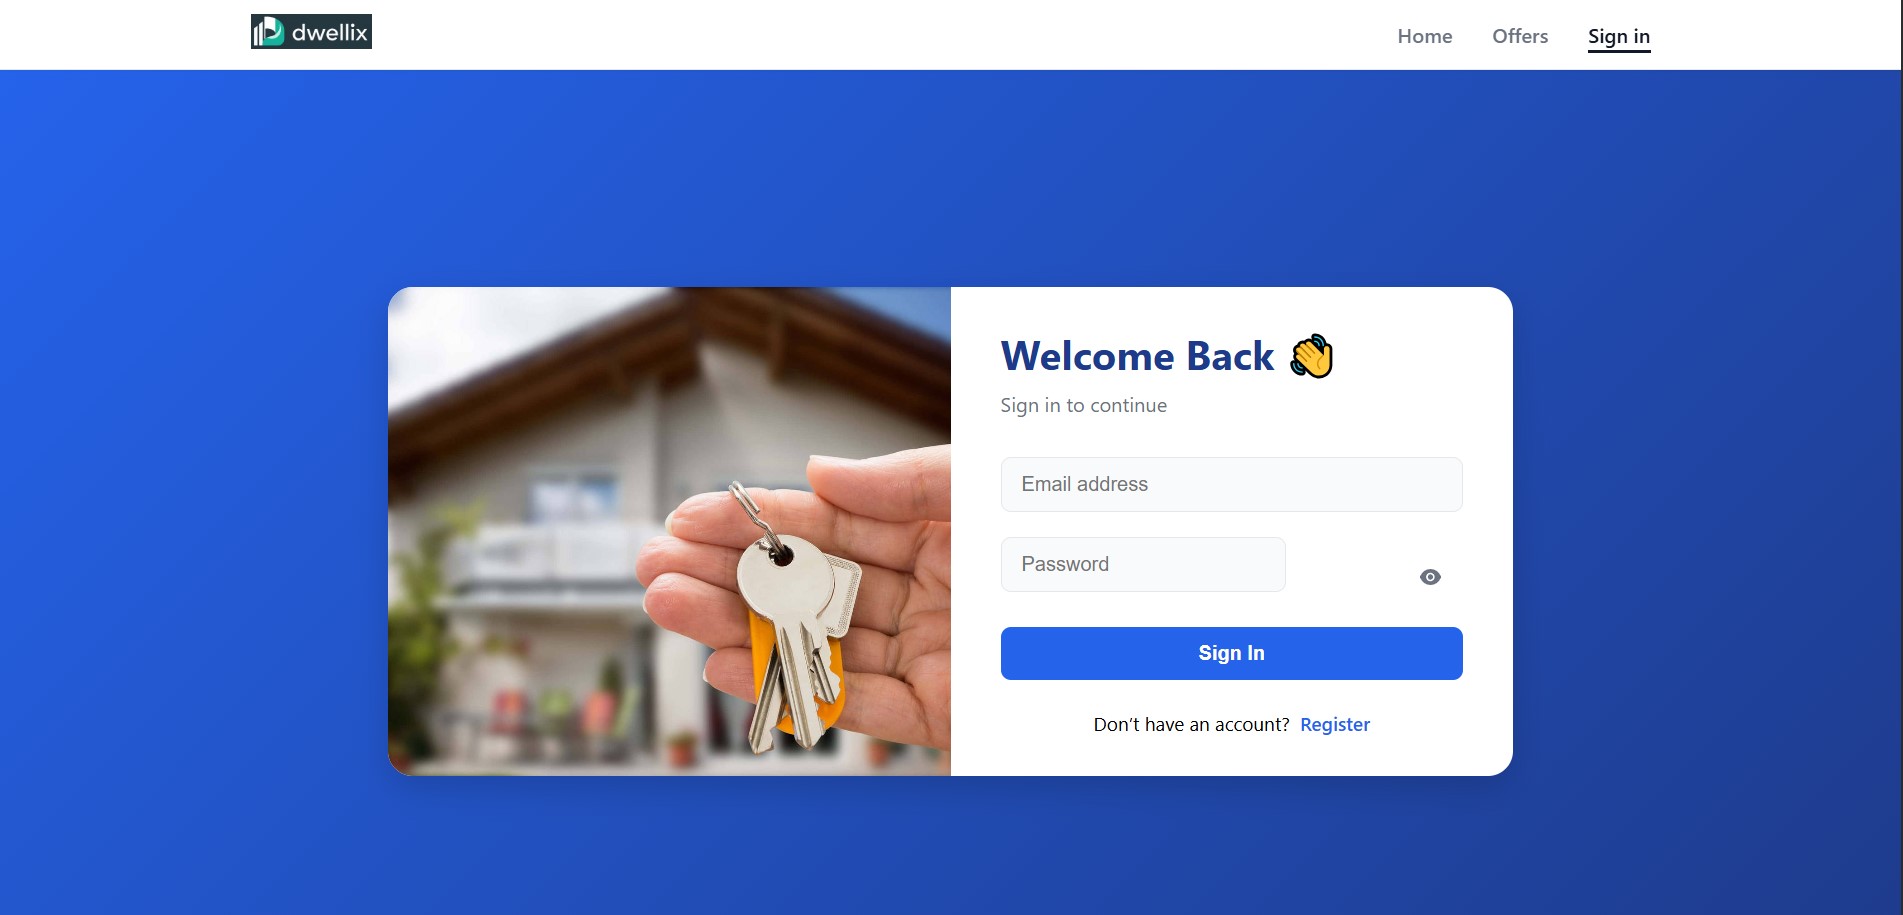 dwellix
Home
Offers
Sign in
Welcome Back 👋
Sign in to continue
Email address
Password
Sign In
Don’t have an account? Register